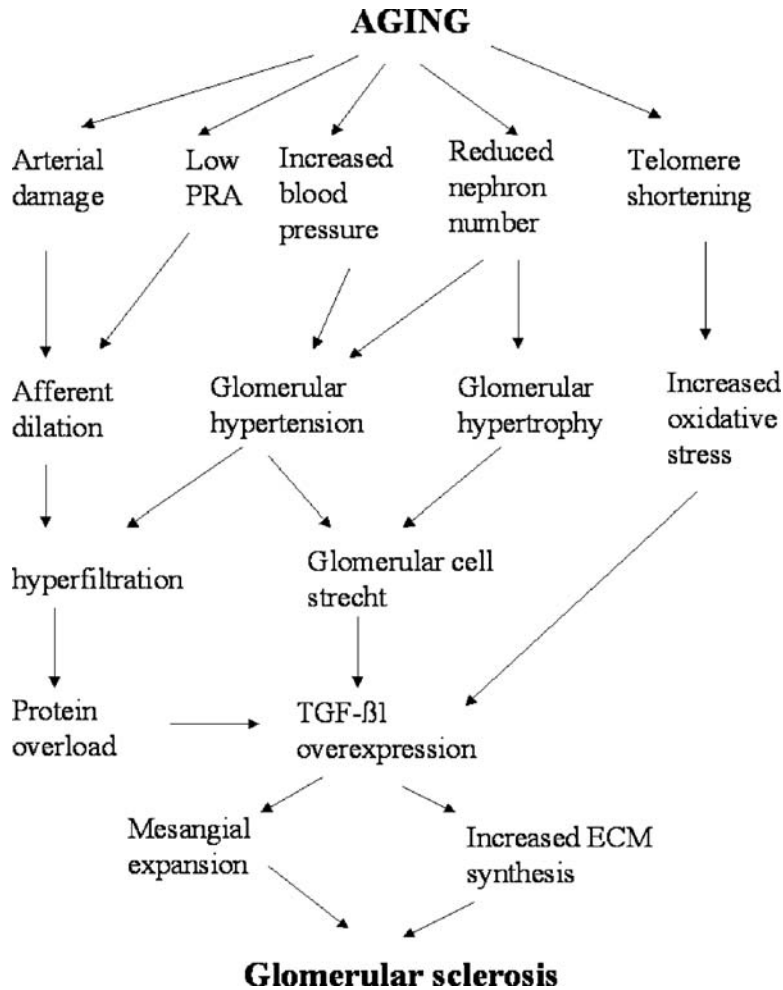 AGING
Arterial
damage
Low
PRA
Increased
blood
pressure
Reduced
nephron
number
Telomere
shortening
Afferent
dilation
Glomerular
hypertension
Glomerular
hypertrophy
Increased
oxidative
stress
hyperfiltration
Glomerular cell
strecht
Protein
overload
TGF-ß1
overexpression
Mesangial
expansion
Increased ECM
synthesis
Glomerular sclerosis